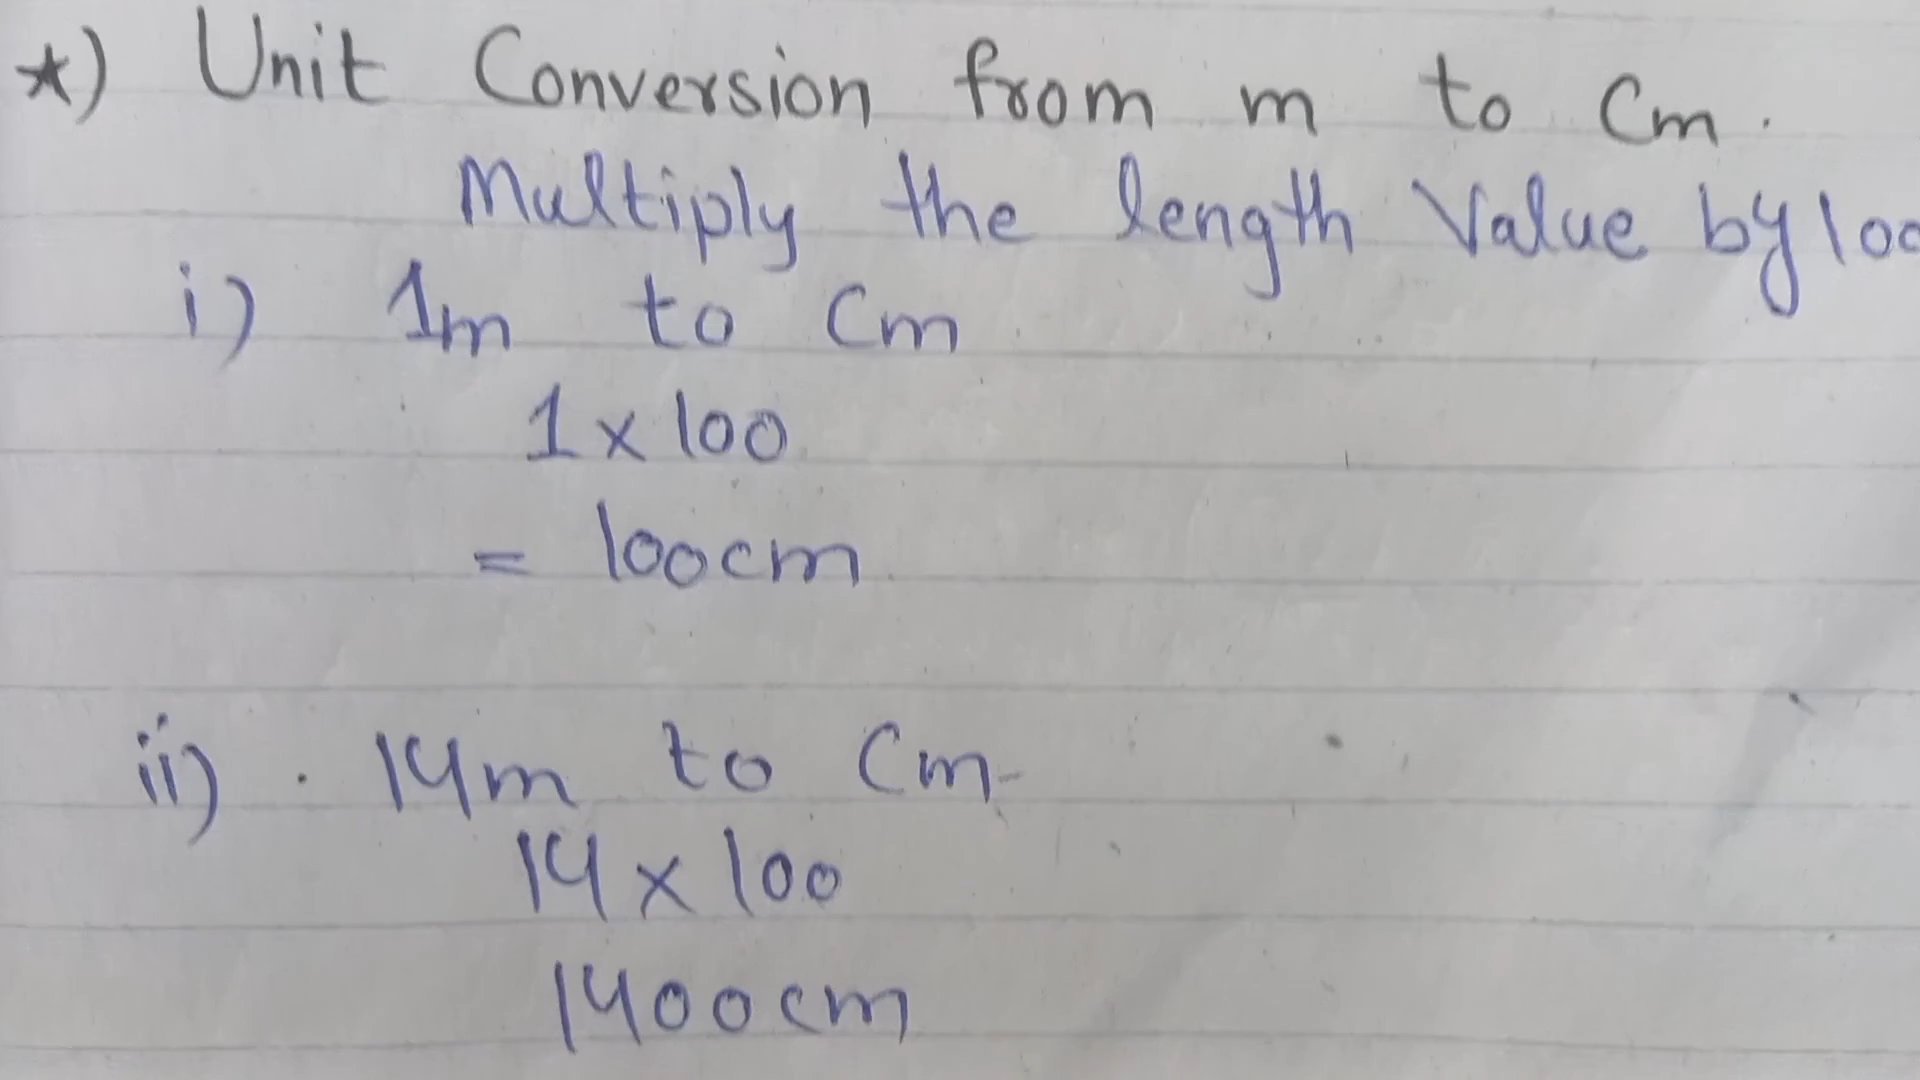 *) Unit Conversion from m to Cm.
Multiply the length Value by 100
i) 1m to Cm
1 x 100
= 100cm
ii) 14m to Cm
14 x 100
1400cm